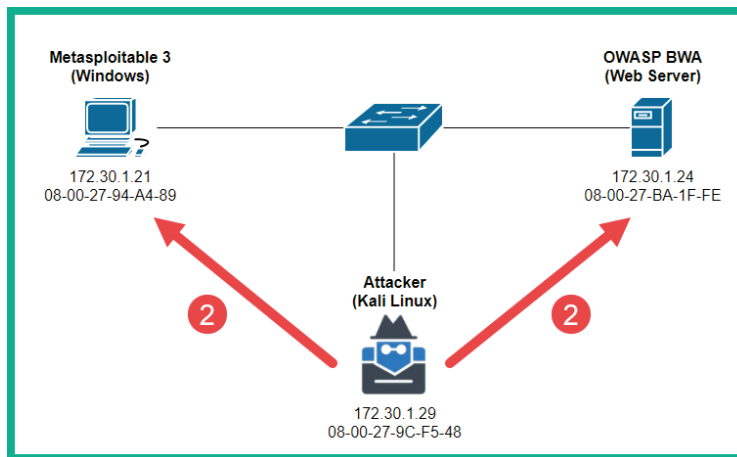 Metasploitable 3
(Windows)
172.30.1.21
08-00-27-94-A4-89
OWASP BWA
(Web Server)
172.30.1.24
08-00-27-BA-1F-FE
2
2
Attacker
(Kali Linux)
172.30.1.29
08-00-27-9C-F5-48